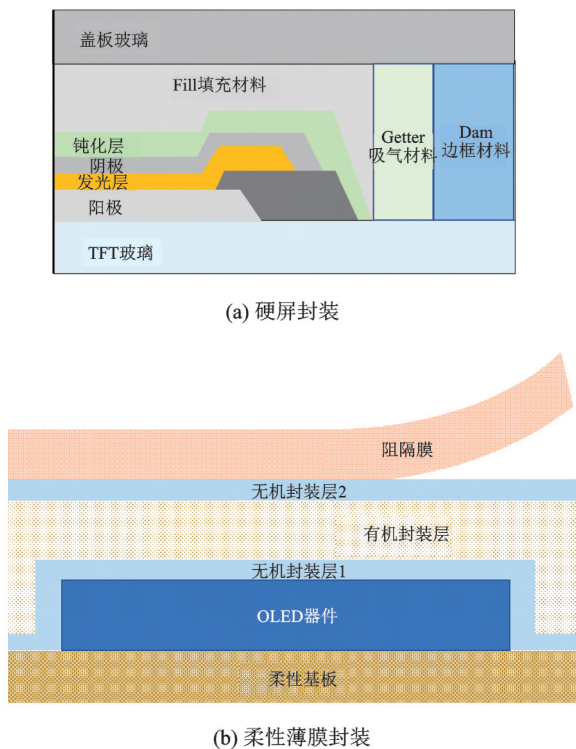 盖板玻璃
Fill填充材料
Getter
吸气材料
Dam
边框材料
钝化层
阴极
发光层
阳极
TFT玻璃
(a) 硬屏封装
阻隔膜
无机封装层2
有机封装层
无机封装层1
OLED器件
柔性基板
(b) 柔性薄膜封装